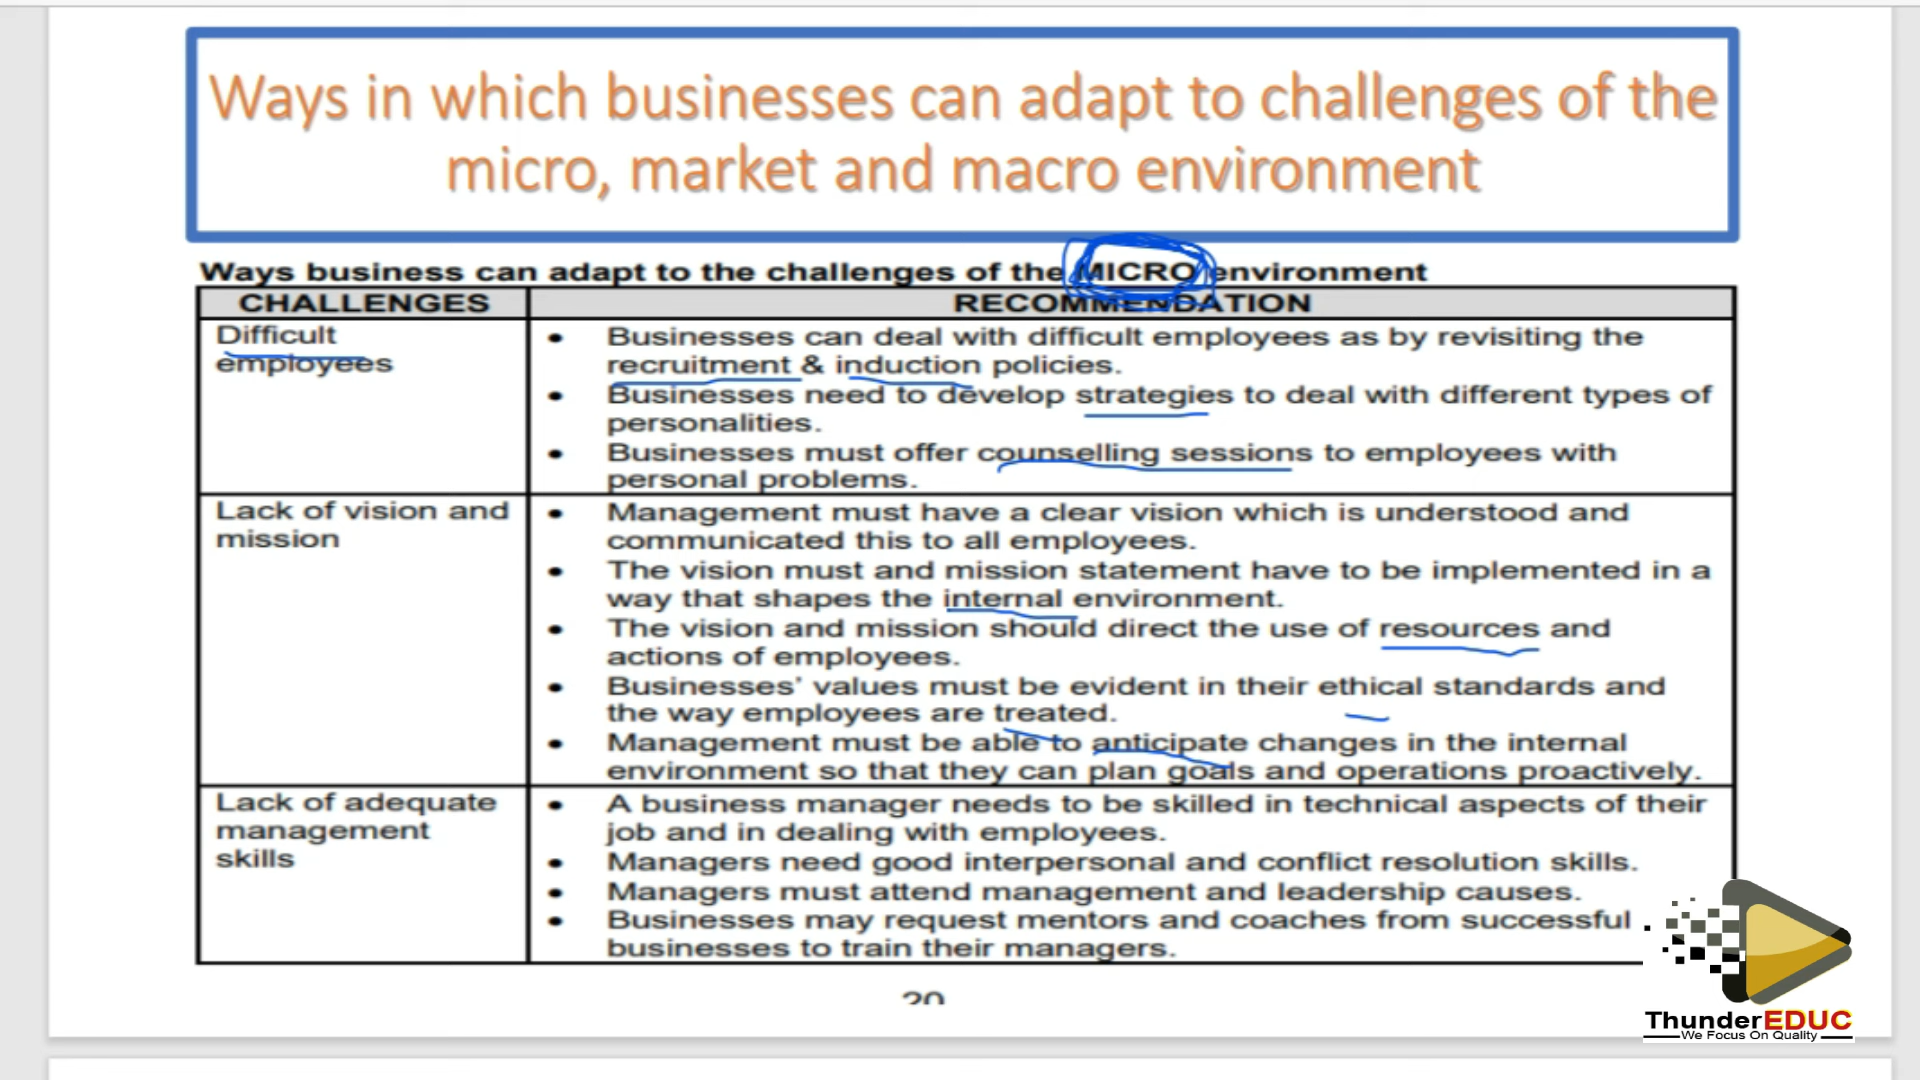 Ways in which businesses can adapt to challenges of the
micro, market and macro environment
Ways business can adapt to the challenges of the MICRO environment
CHALLENGES
RECOMMENDATION
Difficult
employees
• Businesses can deal with difficult employees as by revisiting the
recruitment & induction policies.
• Businesses need to develop strategies to deal with different types of
personalities.
• Businesses must offer counselling sessions to employees with
personal problems.
Lack of vision and
mission
• Management must have a clear vision which is understood and
communicated this to all employees.
• The vision must and mission statement have to be implemented in a
way that shapes the internal environment.
• The vision and mission should direct the use of resources and
actions of employees.
• Businesses’ values must be evident in their ethical standards and
the way employees are treated.
• Management must be able to anticipate changes in the internal
environment so that they can plan goals and operations proactively.
Lack of adequate
management
skills
• A business manager needs to be skilled in technical aspects of their
job and in dealing with employees.
• Managers need good interpersonal and conflict resolution skills.
• Managers must attend management and leadership causes.
• Businesses may request mentors and coaches from successful
businesses to train their managers.
20
ThunderEDUC
We Focus On Quality